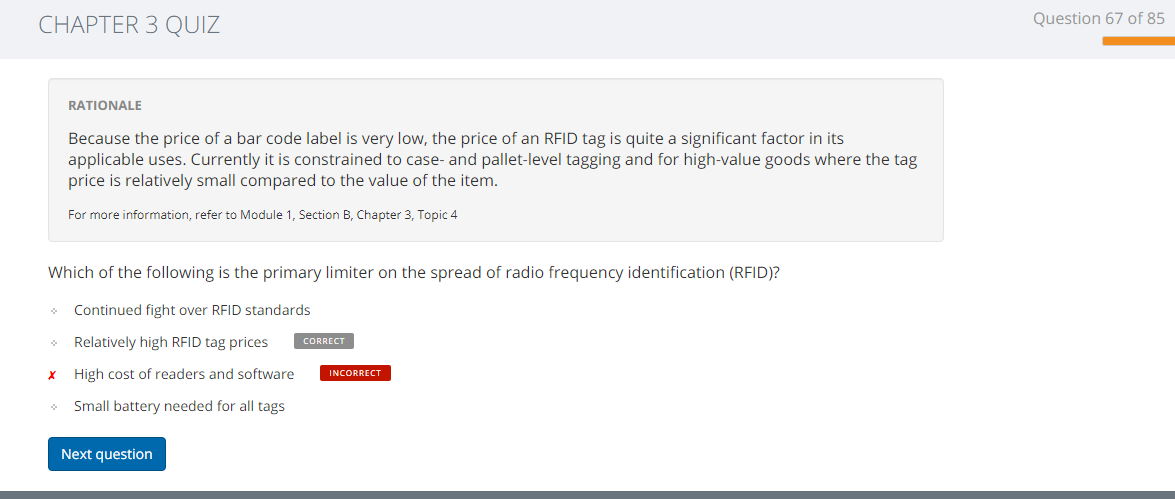 CHAPTER 3 QUIZ
Question 67 of 85
RATIONALE
Because the price of a bar code label is very low, the price of an RFID tag is quite a significant factor in its
applicable uses. Currently it is constrained to case- and pallet-level tagging and for high-value goods where the tag
price is relatively small compared to the value of the item.
For more information, refer to Module 1, Section B, Chapter 3, Topic 4
Which of the following is the primary limiter on the spread of radio frequency identification (RFID)?
Continued fight over RFID standards
Relatively high RFID tag prices CORRECT
✗ High cost of readers and software INCORRECT
Small battery needed for all tags
Next question